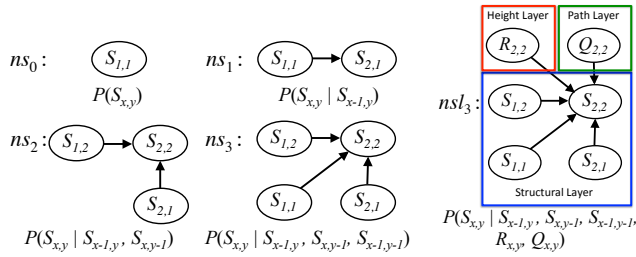 ns₀:
S₁,₁
P(Sₓ,ᵧ)
ns₁:
S₁,₁
S₂,₁
P(Sₓ,ᵧ | Sₓ₋₁,ᵧ)
ns₂:
S₁,₂
S₂,₂
S₂,₁
P(Sₓ,ᵧ | Sₓ₋₁,ᵧ, Sₓ,ᵧ₋₁)
ns₃:
S₁,₂
S₂,₂
S₁,₁
S₂,₁
P(Sₓ,ᵧ | Sₓ₋₁,ᵧ, Sₓ,ᵧ₋₁, Sₓ₋₁,ᵧ₋₁)
Height Layer
Path Layer
R₂,₂
Q₂,₂
nsl₃:
S₁,₂
S₂,₂
S₁,₁
S₂,₁
Structural Layer
P(Sₓ,ᵧ | Sₓ₋₁,ᵧ, Sₓ,ᵧ₋₁, Sₓ₋₁,ᵧ₋₁,
Rₓ,ᵧ, Qₓ,ᵧ)